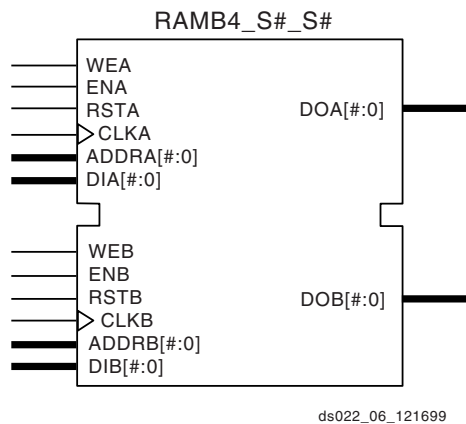 RAMB4_S#_S#
WEA
ENA
RSTA
CLKA
ADDRA[#:0]
DIA[#:0]
DOA[#:0]
WEB
ENB
RSTB
CLKB
ADDRB[#:0]
DIB[#:0]
DOB[#:0]
ds022_06_121699